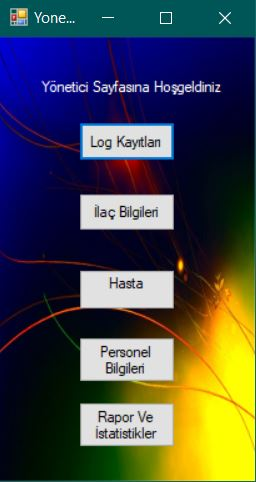 Yone...
Yönetici Sayfasına Hoşgeldiniz
Log Kayıtları
İlaç Bilgileri
Hasta
Personel
Bilgileri
Rapor Ve
İstatistikler